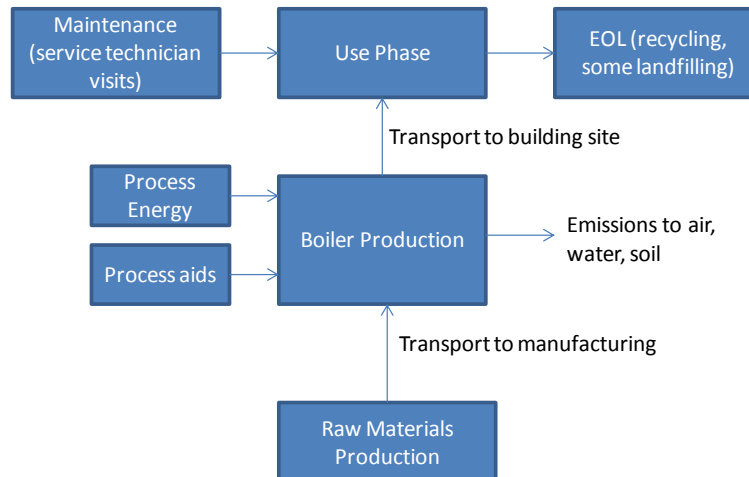 Maintenance
(service technician
visits)
Use Phase
EOL (recycling,
some landfilling)
Transport to building site
Process
Energy
Process aids
Boiler Production
Emissions to air,
water, soil
Transport to manufacturing
Raw Materials
Production